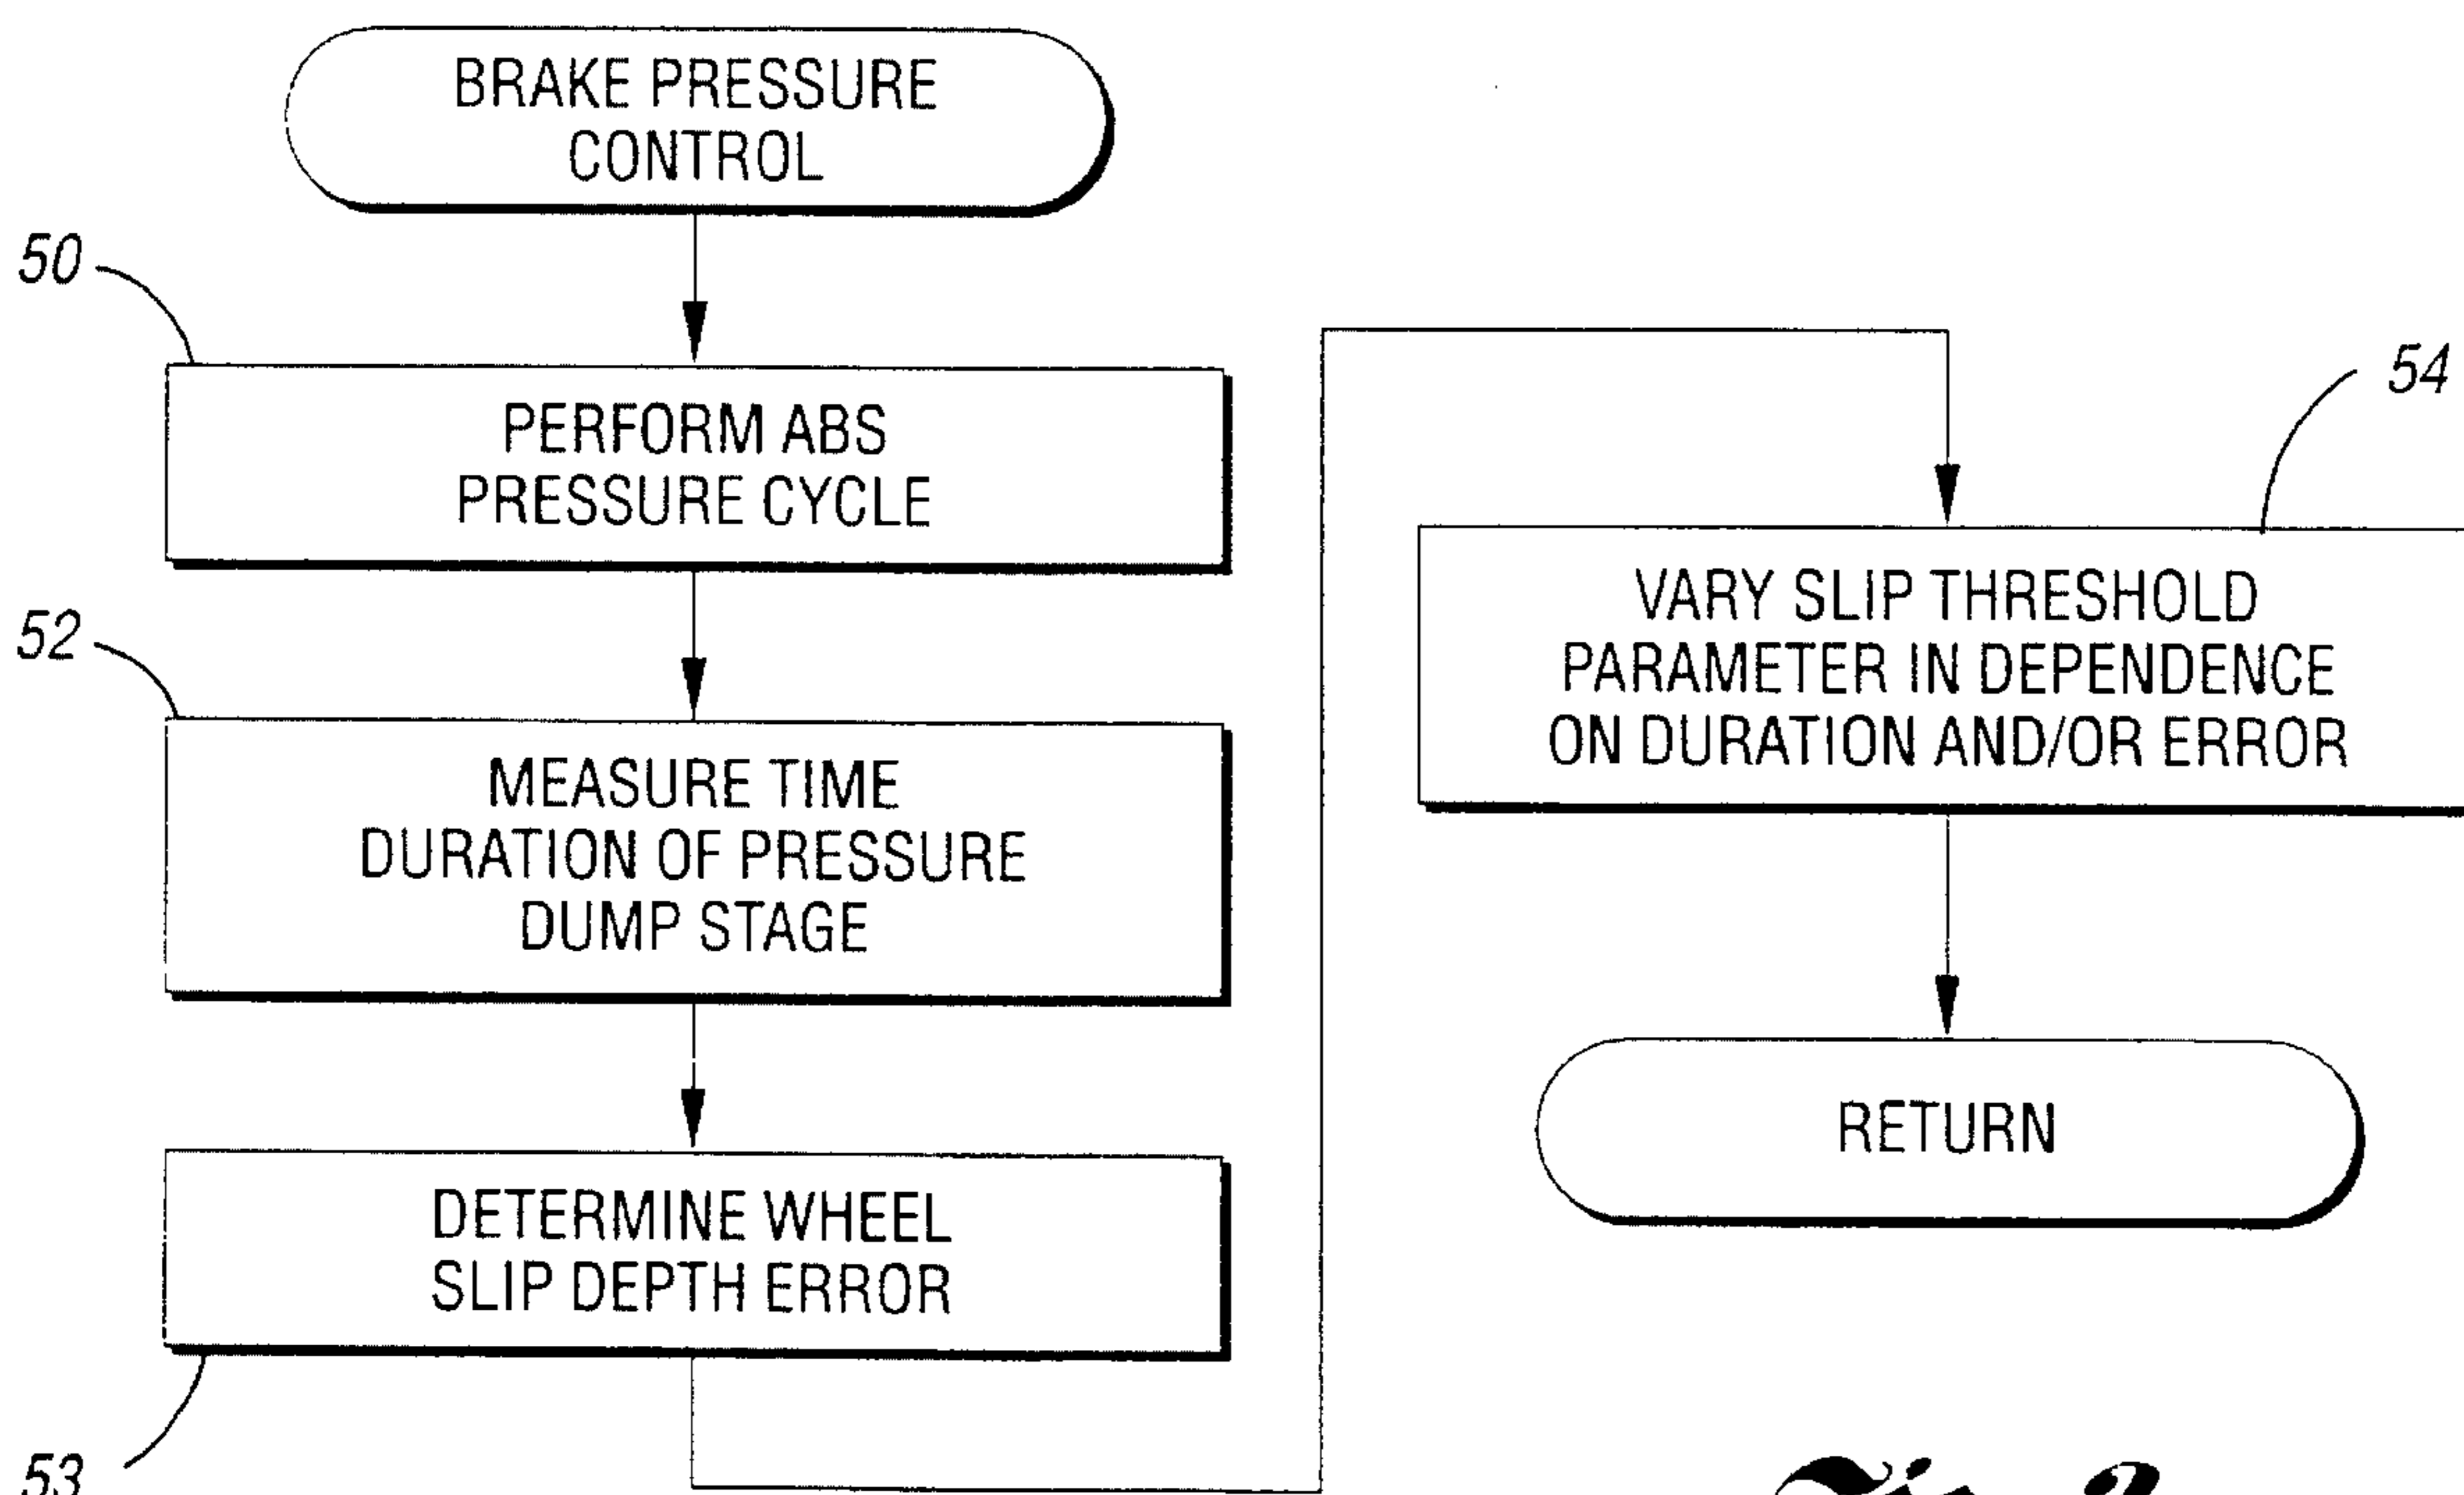 BRAKE PRESSURE
CONTROL
50
PERFORM ABS
PRESSURE CYCLE
52
MEASURE TIME
DURATION OF PRESSURE
DUMP STAGE
DETERMINE WHEEL
SLIP DEPTH ERROR
53
54
VARY SLIP THRESHOLD
PARAMETER IN DEPENDENCE
ON DURATION AND/OR ERROR
RETURN